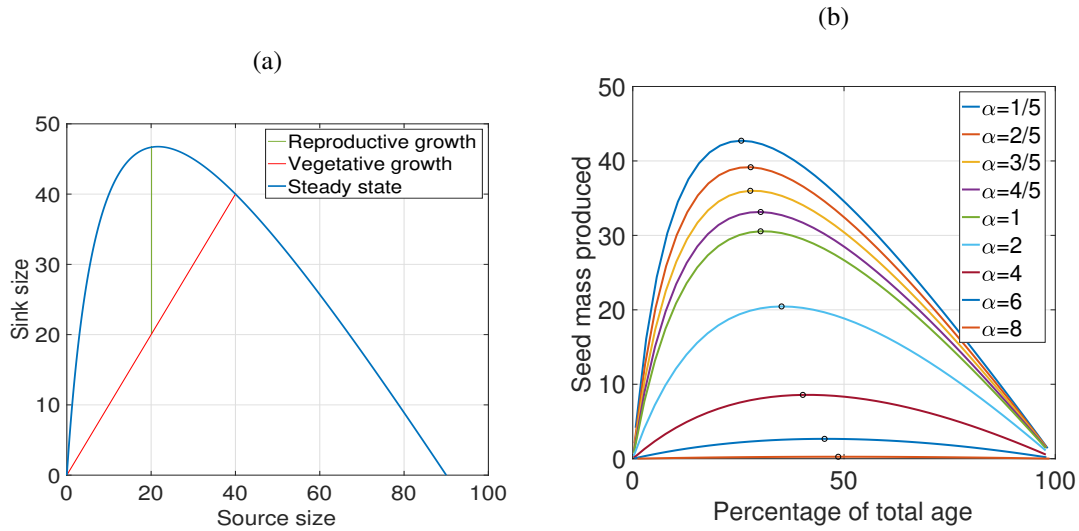 (a)
50
40
30
20
10
0
Sink size
0 20 40 60 80 100
Source size
Reproductive growth
Vegetative growth
Steady state
(b)
50
40
30
20
10
0
Seed mass produced
0 50 100
Percentage of total age
α=1/5
α=2/5
α=3/5
α=4/5
α=1
α=2
α=4
α=6
α=8